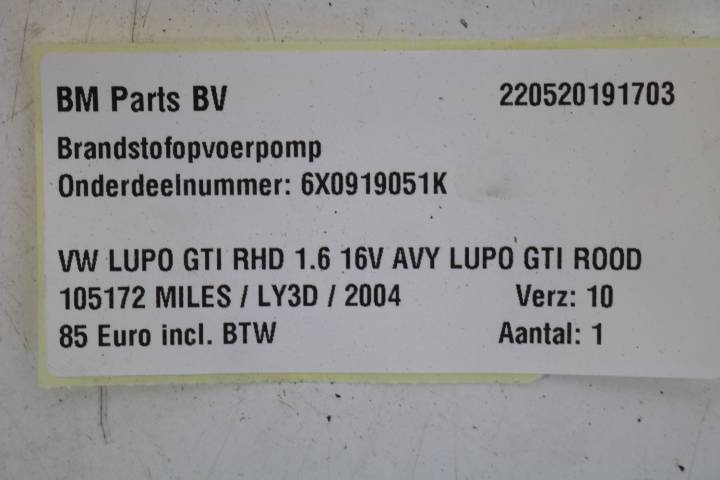 BM Parts BV 220520191703
Brandstofopvoerpomp
Onderdeelnummer: 6X0919051K
VW LUPO GTI RHD 1.6 16V AVY LUPO GTI ROOD
105172 MILES / LY3D / 2004 Verz: 10
85 Euro incl. BTW Aantal: 1